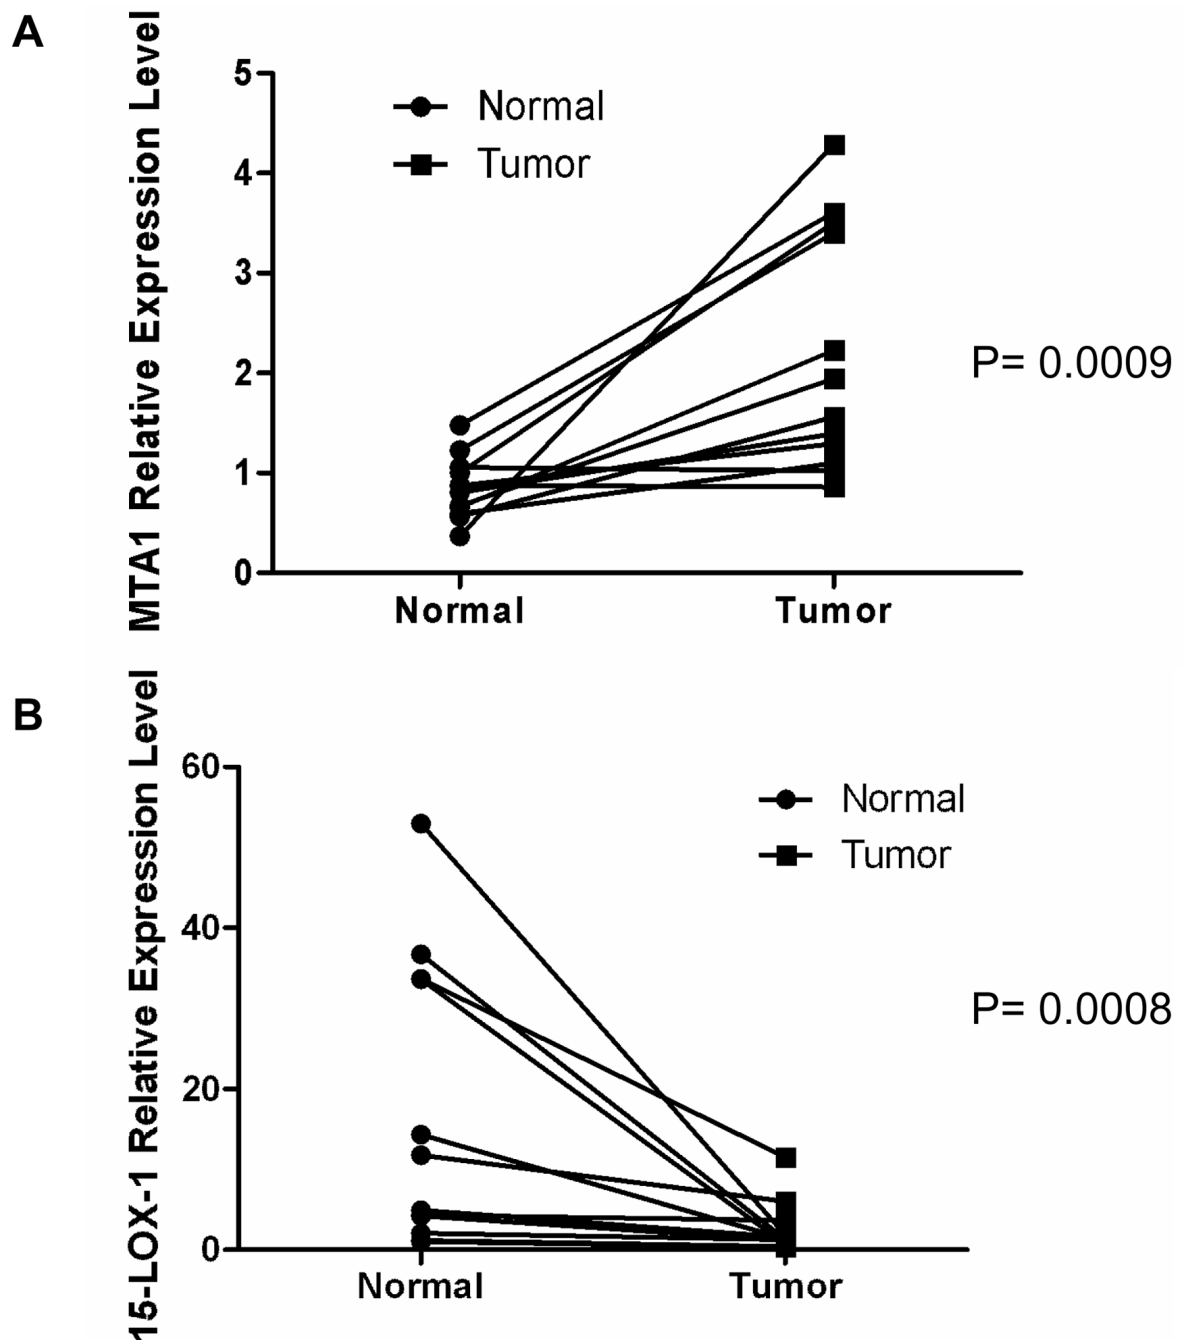 A
MTA1 Relative Expression Level
5
4
3
2
1
0
Normal
Tumor
P= 0.0009
Normal
Tumor
B
15-LOX-1 Relative Expression Level
60
40
20
0
Normal
Tumor
P= 0.0008
Normal
Tumor